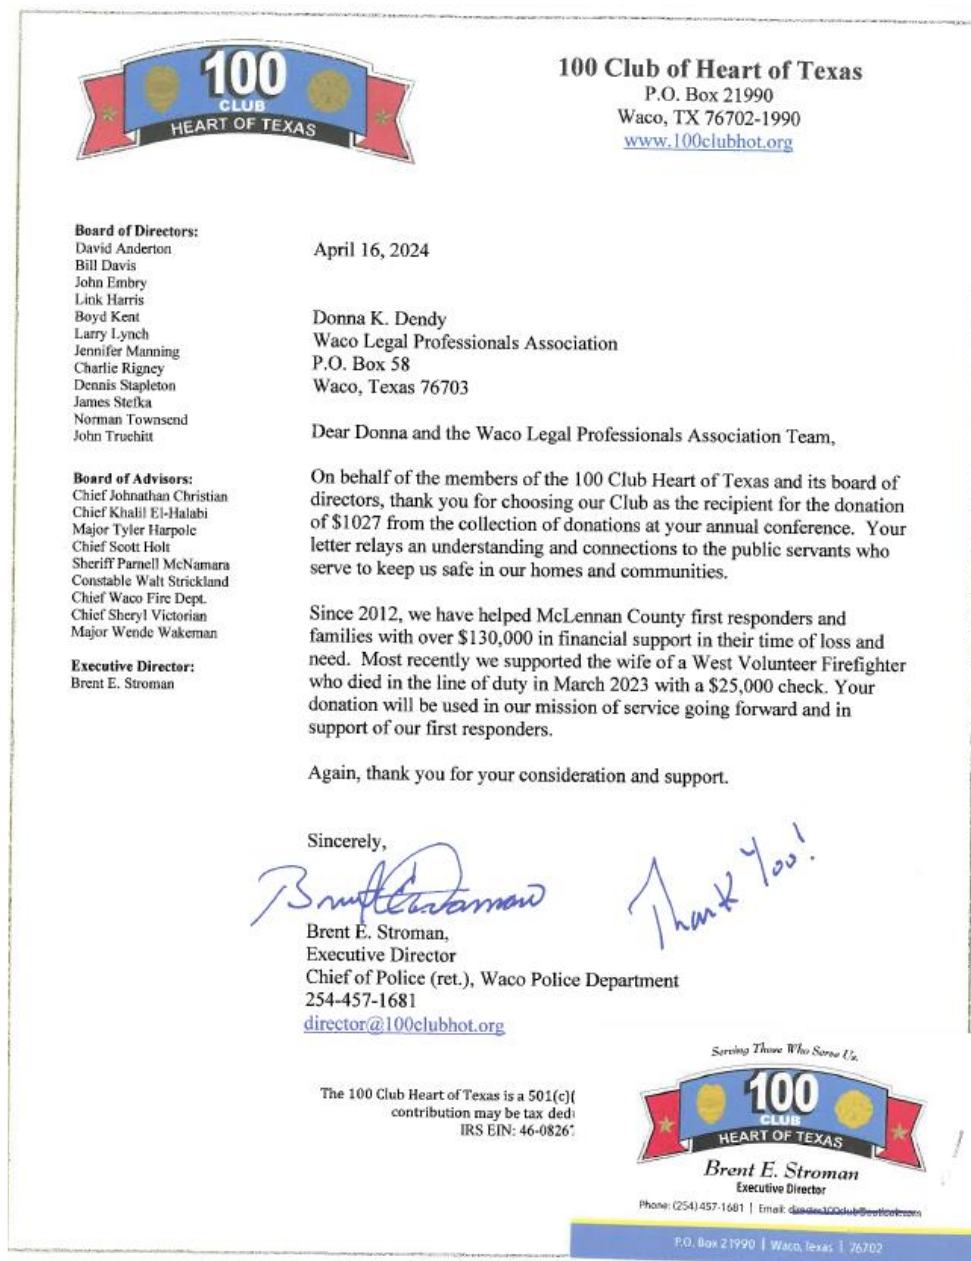 100
CLUB
HEART OF TEXAS
100 Club of Heart of Texas
P.O. Box 21990
Waco, TX 76702-1990
www.100clubhot.org
Board of Directors:
David Anderton
Bill Davis
John Embry
Link Harris
Boyd Kent
Larry Lynch
Jennifer Manning
Charlie Rigney
Dennis Stapleton
James Stefka
Norman Townsend
John Truehitt
Board of Advisors:
Chief Johnathan Christian
Chief Khalil El-Halabi
Major Tyler Harpole
Chief Scott Holt
Sheriff Parnell McNamara
Constable Walt Strickland
Chief Waco Fire Dept.
Chief Sheryl Victorian
Major Wende Wakeman
Executive Director:
Brent E. Stroman
April 16, 2024
Donna K. Dendy
Waco Legal Professionals Association
P.O. Box 58
Waco, Texas 76703
Dear Donna and the Waco Legal Professionals Association Team,
On behalf of the members of the 100 Club Heart of Texas and its board of
directors, thank you for choosing our Club as the recipient for the donation
of $1027 from the collection of donations at your annual conference. Your
letter relays an understanding and connections to the public servants who
serve to keep us safe in our homes and communities.
Since 2012, we have helped McLennan County first responders and
families with over $130,000 in financial support in their time of loss and
need. Most recently we supported the wife of a West Volunteer Firefighter
who died in the line of duty in March 2023 with a $25,000 check. Your
donation will be used in our mission of service going forward and in
support of our first responders.
Again, thank you for your consideration and support.
Sincerely,
Thank You!
Brent E. Stroman,
Executive Director
Chief of Police (ret.), Waco Police Department
254-457-1681
director@100clubhot.org
The 100 Club Heart of Texas is a 501(c)(
contribution may be tax ded
IRS EIN: 46-0826
Serving Those Who Serve Us.
100
CLUB
HEART OF TEXAS
Brent E. Stroman
Executive Director
Phone: (254) 457-1681 | Email:
P.O. Box 21990 | Waco, Texas | 76702